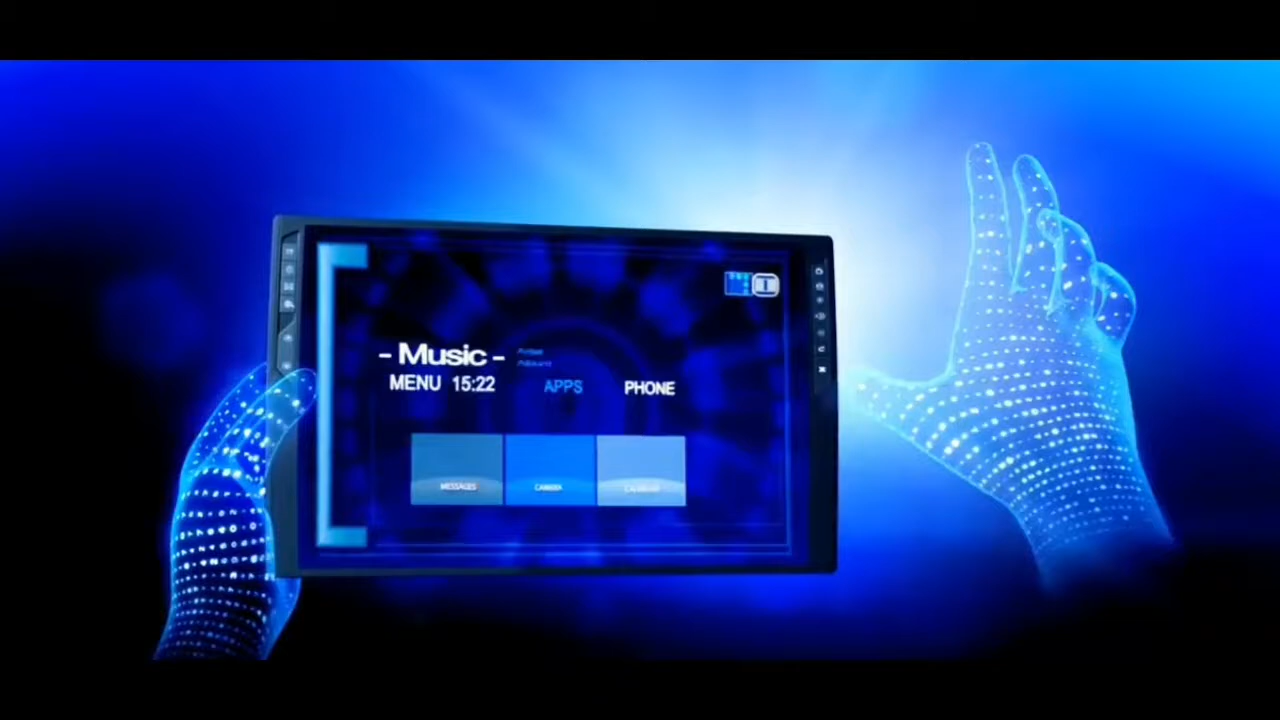 - Music -
MENU 15:22
APPS
PHONE
MESSAGES
CAMERA